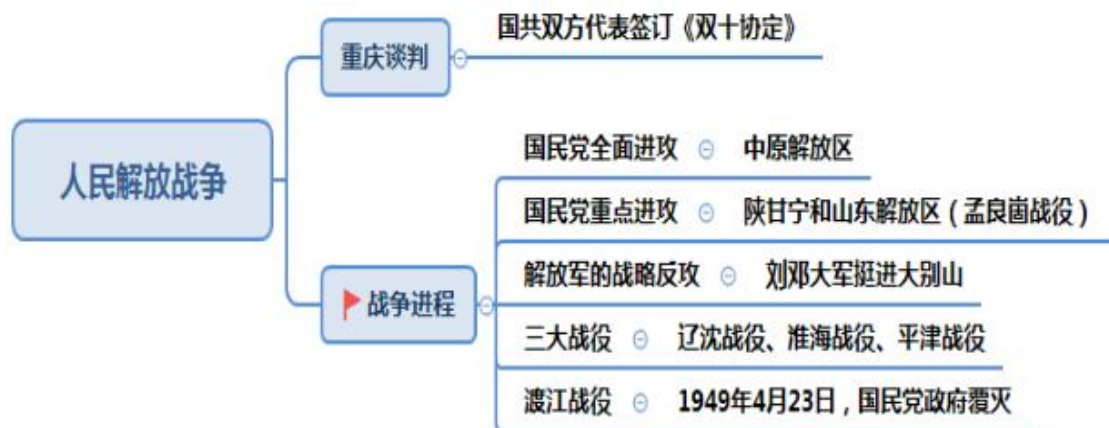 国共双方代表签订《双十协定》
重庆谈判
人民解放战争
国民党全面进攻 中原解放区
国民党重点进攻 陕甘宁和山东解放区（孟良崮战役）
解放军的战略反攻 刘邓大军挺进大别山
战争进程
三大战役 辽沈战役、淮海战役、平津战役
渡江战役 1949年4月23日，国民党政府覆灭